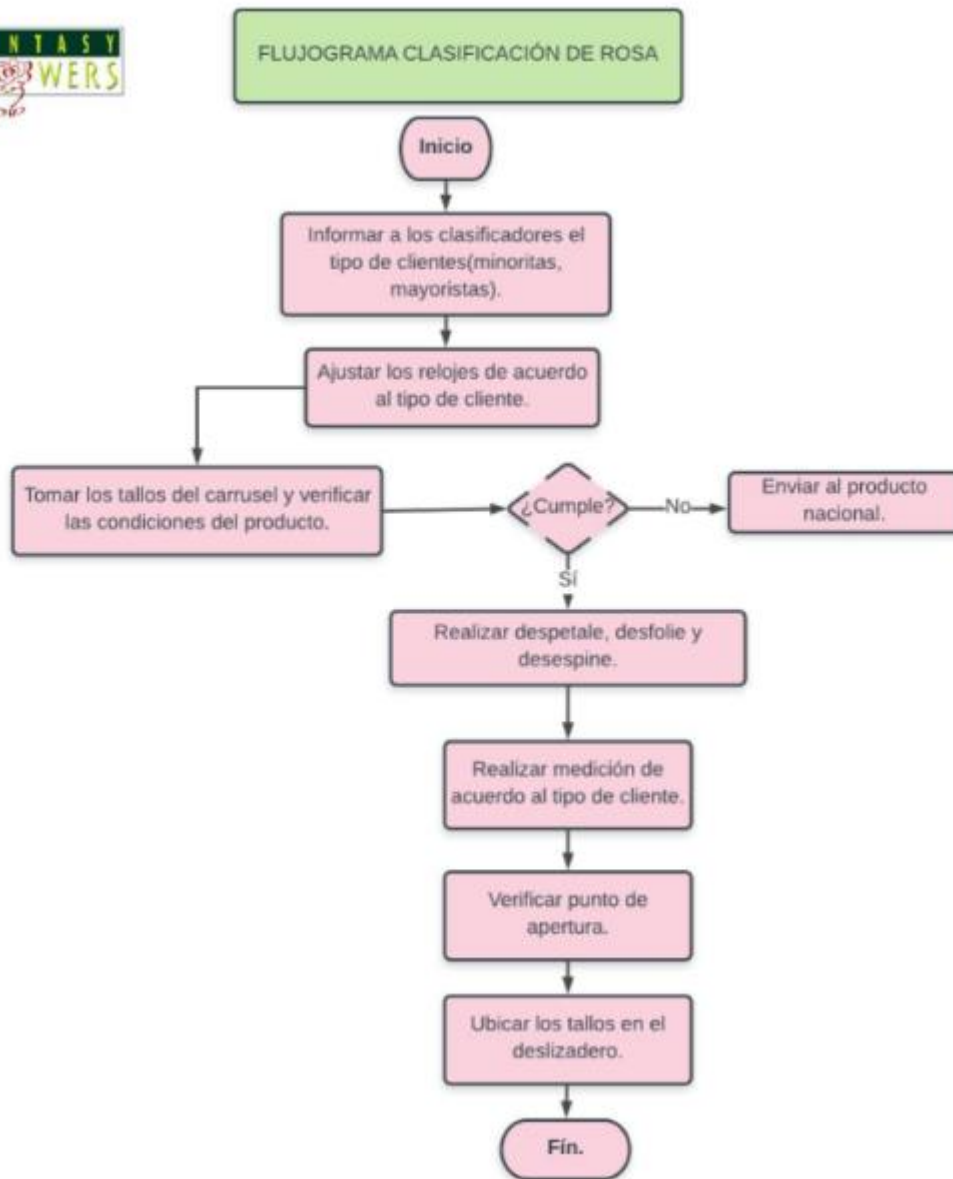 NTASY
WERS
FLUJOGRAMA CLASIFICACIÓN DE ROSA
Inicio
Informar a los clasificadores el
tipo de clientes(minoritas,
mayoristas).
Ajustar los relojes de acuerdo
al tipo de cliente.
Tomar los tallos del carrusel y verificar
las condiciones del producto.
¿Cumple?
No
Enviar al producto
nacional.
Sí
Realizar despetale, desfolie y
desespine.
Realizar medición de
acuerdo al tipo de cliente.
Verificar punto de
apertura.
Ubicar los tallos en el
deslizadero.
Fín.